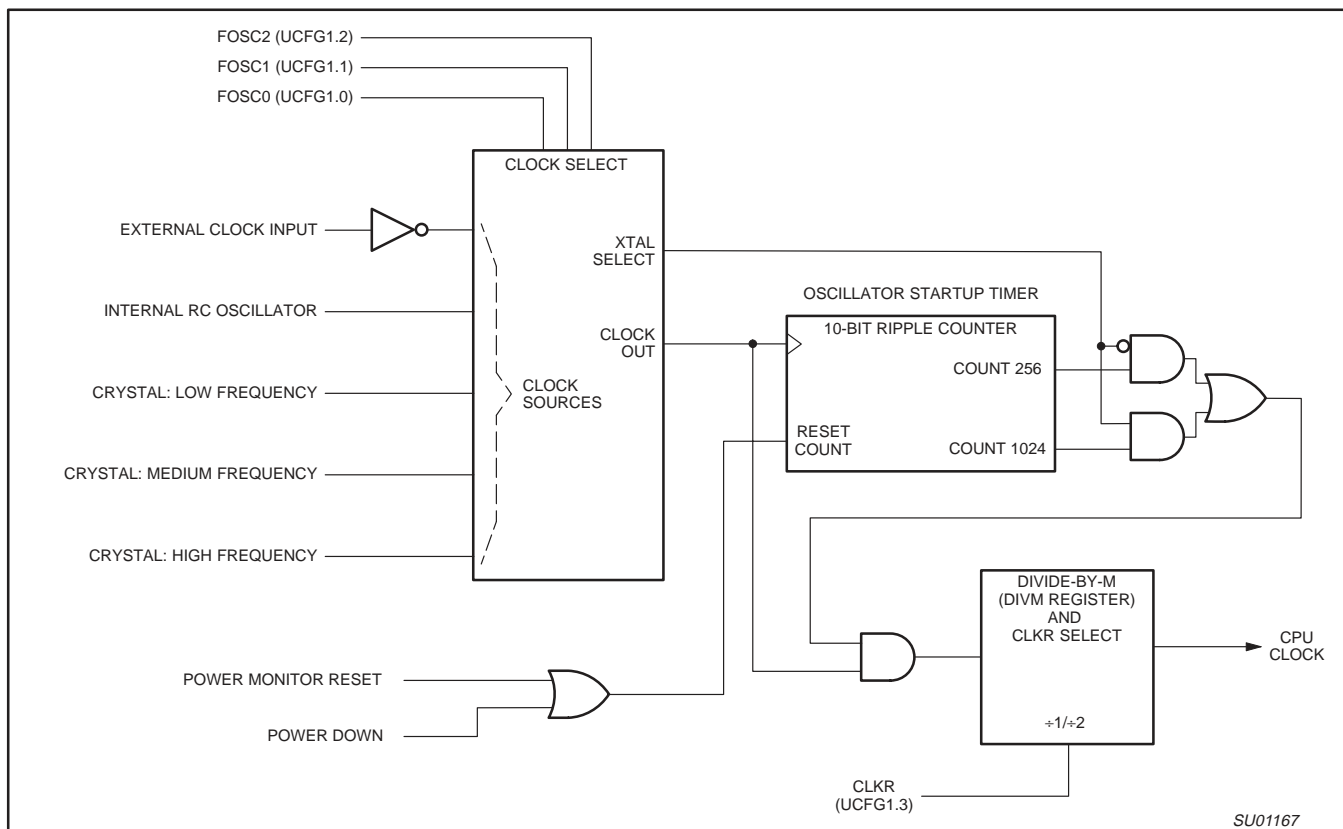 FOSC2 (UCFG1.2)
FOSC1 (UCFG1.1)
FOSC0 (UCFG1.0)
CLOCK SELECT
EXTERNAL CLOCK INPUT
XTAL
SELECT
INTERNAL RC OSCILLATOR
OSCILLATOR STARTUP TIMER
10-BIT RIPPLE COUNTER
CLOCK
OUT
COUNT 256
CRYSTAL: LOW FREQUENCY
CLOCK
SOURCES
RESET
COUNT
COUNT 1024
CRYSTAL: MEDIUM FREQUENCY
CRYSTAL: HIGH FREQUENCY
DIVIDE-BY-M
(DIVM REGISTER)
AND
CLKR SELECT
CPU
CLOCK
POWER MONITOR RESET
POWER DOWN
÷1/÷2
CLKR
(UCFG1.3)
SU01167